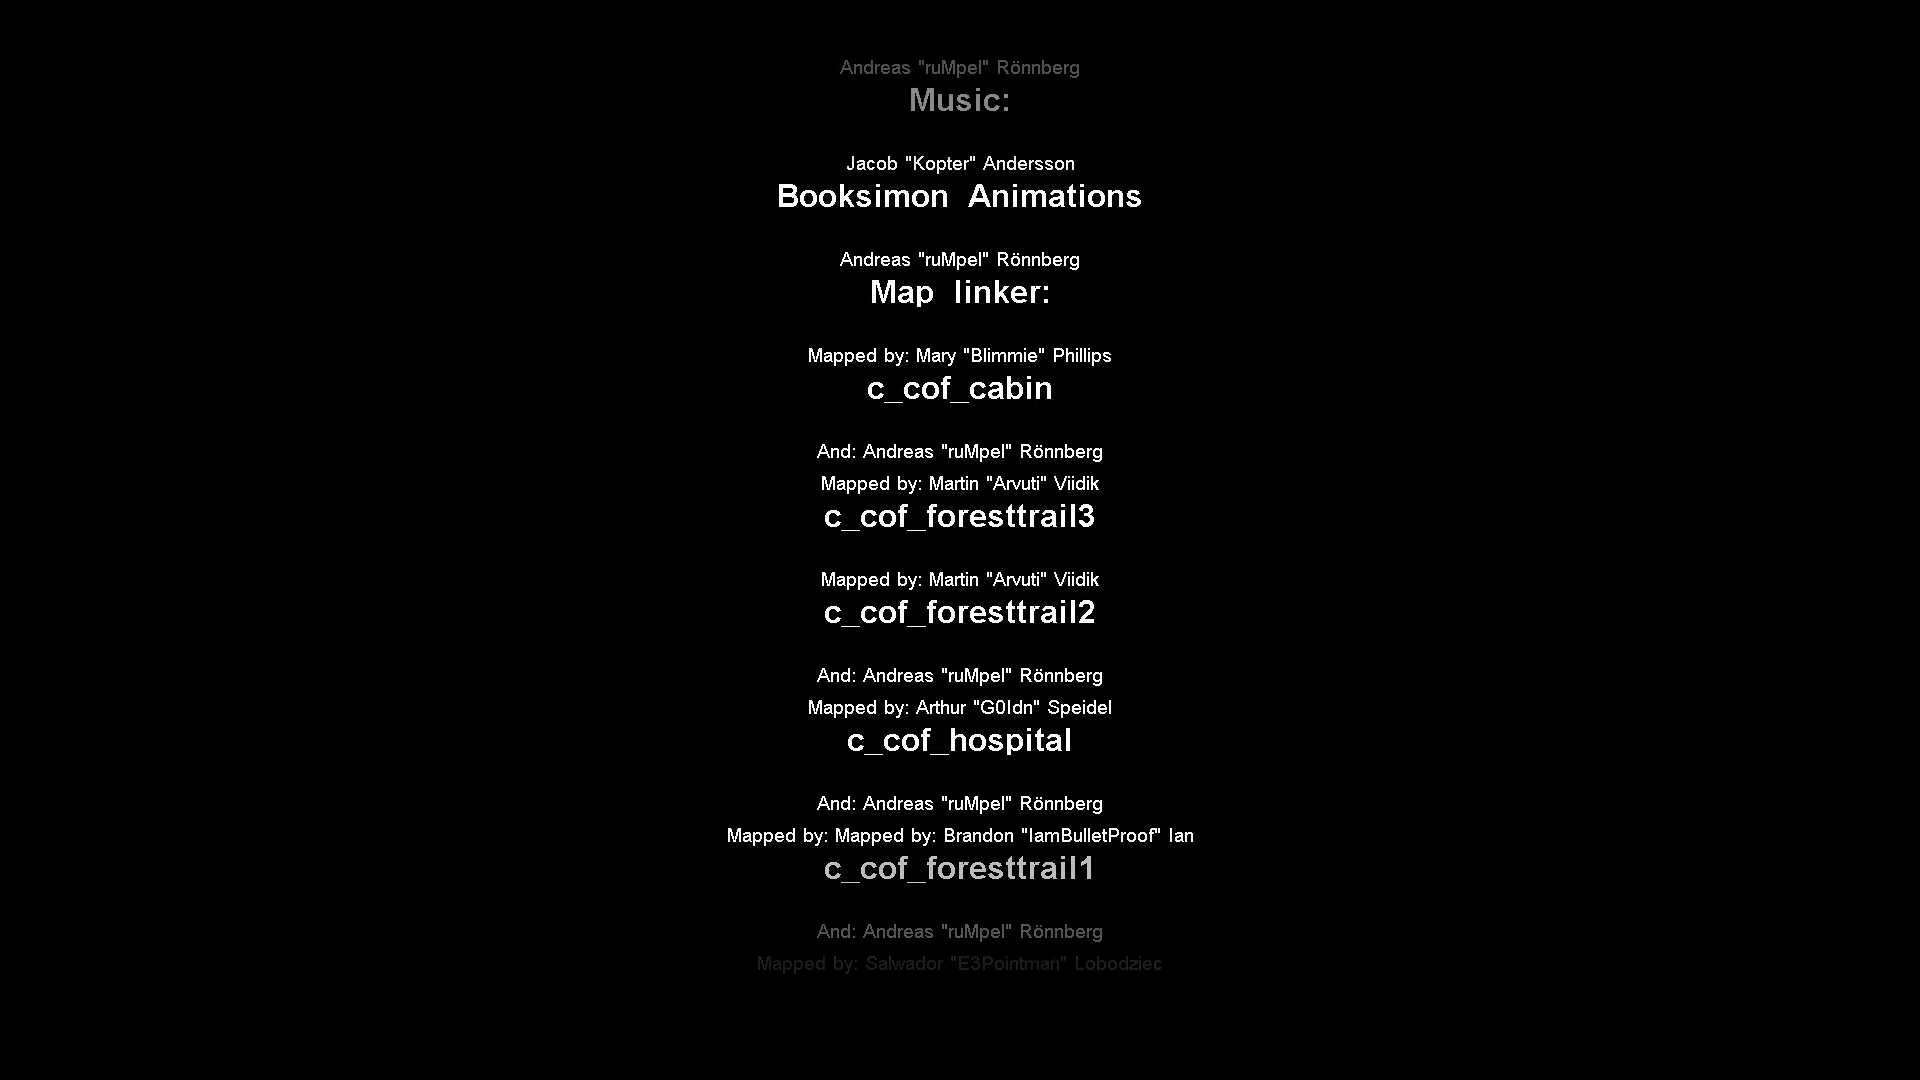 Andreas "ruMpel" Rönnberg
Music:
Jacob "Kopter" Andersson
Booksimon Animations
Andreas "ruMpel" Rönnberg
Map linker:
Mapped by: Mary "Blimmie" Phillips
c_cof_cabin
And: Andreas "ruMpel" Rönnberg
Mapped by: Martin "Arvuti" Viidik
c_cof_foresttrail3
Mapped by: Martin "Arvuti" Viidik
c_cof_foresttrail2
And: Andreas "ruMpel" Rönnberg
Mapped by: Arthur "G0ldn" Speidel
c_cof_hospital
And: Andreas "ruMpel" Rönnberg
Mapped by: Mapped by: Brandon "IamBulletProof" Ian
c_cof_foresttrail1
And: Andreas "ruMpel" Rönnberg
Mapped by: Salwador "E3Pointman" Lobodziec